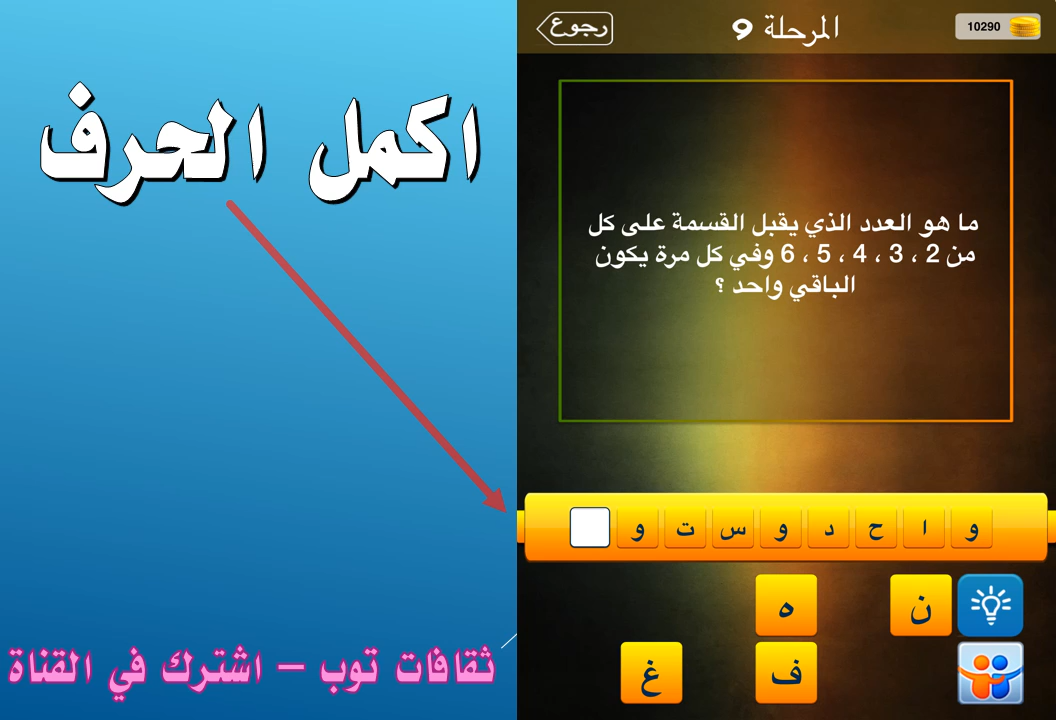 اكمل الحرف
ثقافات توب – اشترك في القناة
رجوع
المرحلة 9
10290
ما هو العدد الذي يقبل القسمة على كل
من 2 ، 3 ، 4 ، 5 ، 6 وفي كل مرة يكون
الباقي واحد ؟
و ا ح د و س ت و
ن ه
ف غ